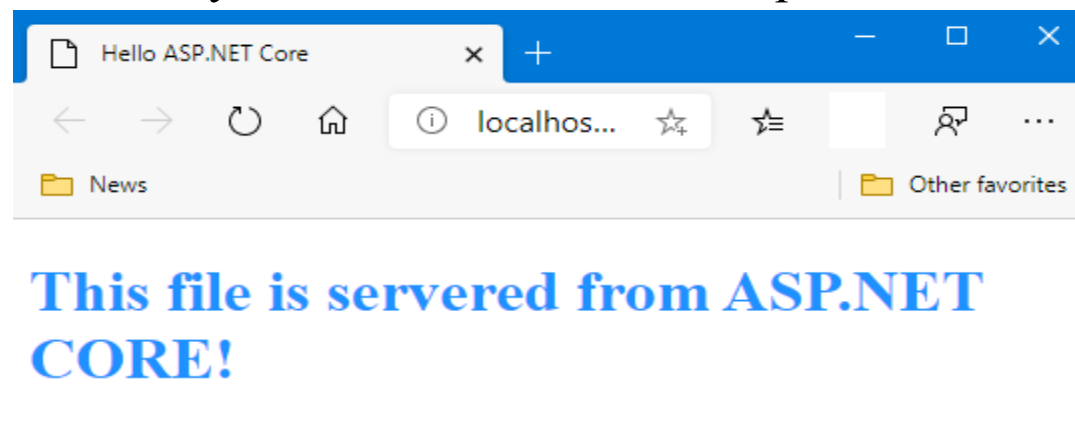 Hello ASP.NET Core
localhos...
News
Other favorites
This file is servered from ASP.NET
CORE!